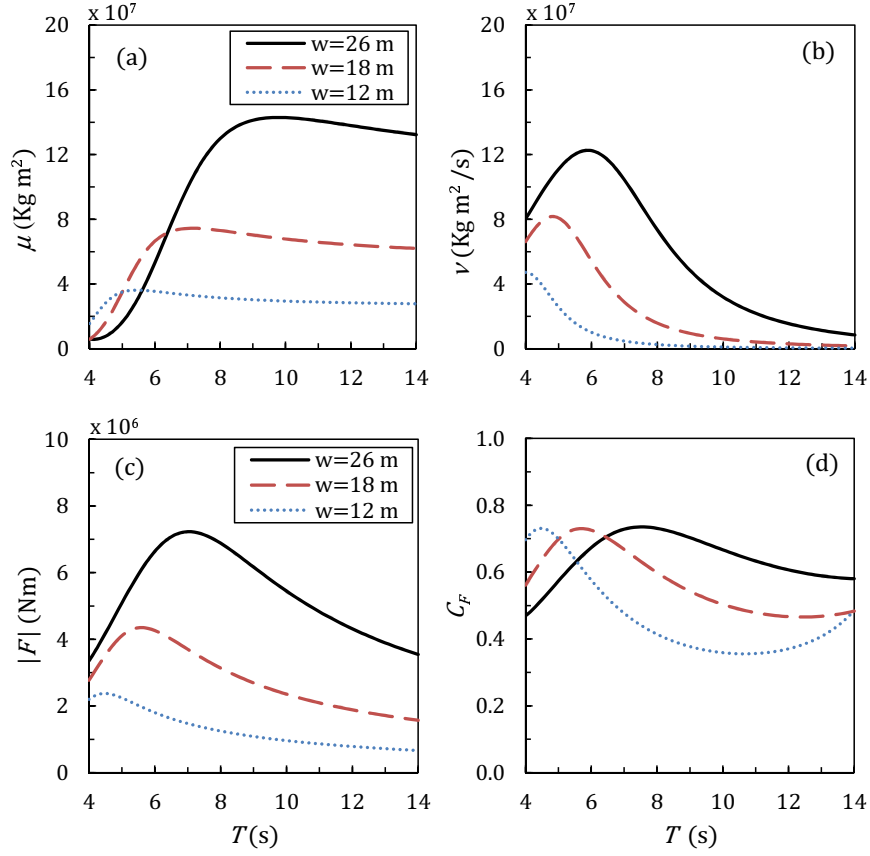 x 10⁷
x 10⁷
20
16
12
8
4
0
μ (Kg m²)
(a)
w=26 m
w=18 m
w=12 m
4 6 8 10 12 14
20
16
12
8
4
0
ν (Kg m² /s)
(b)
4 6 8 10 12 14
x 10⁶
10
8
6
4
2
0
|F| (Nm)
(c)
w=26 m
w=18 m
w=12 m
4 6 8 10 12 14
T (s)
1.0
0.8
0.6
0.4
0.2
0.0
C_F
(d)
4 6 8 10 12 14
T (s)